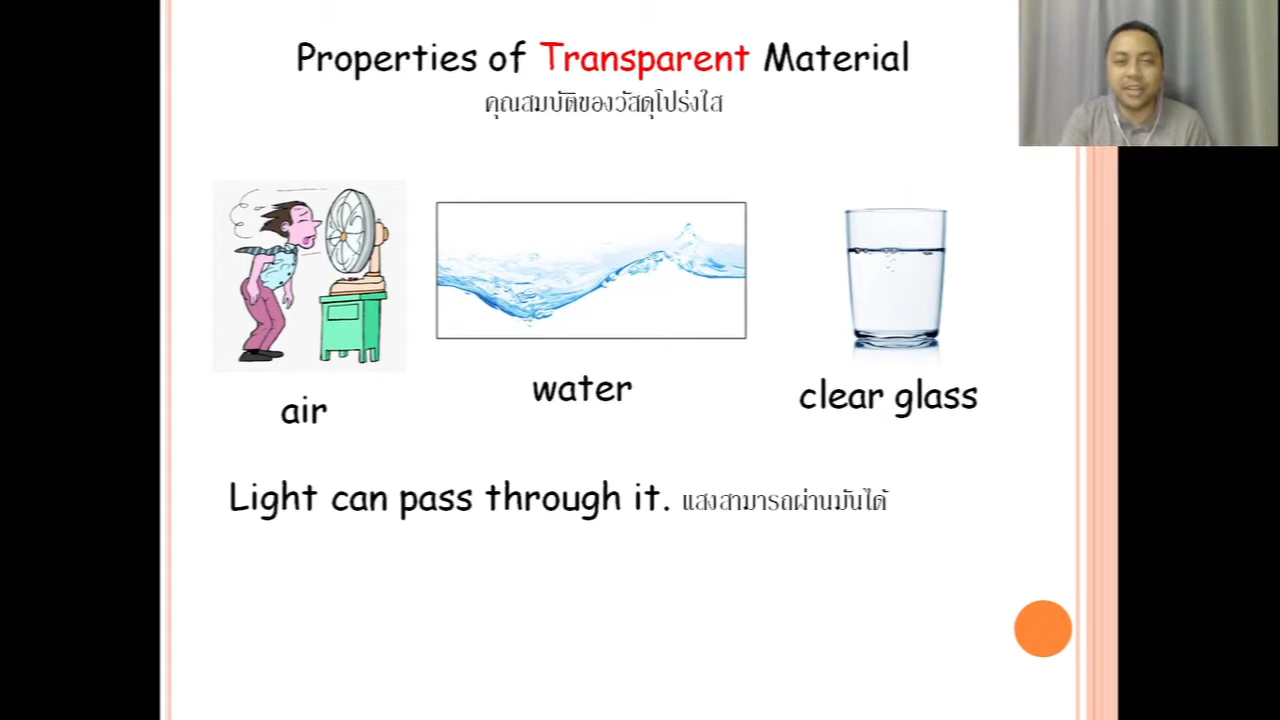 Properties of Transparent Material
คุณสมบัติของวัสดุโปร่งใส
air
water
clear glass
Light can pass through it. แสงสามารถผ่านมันได้